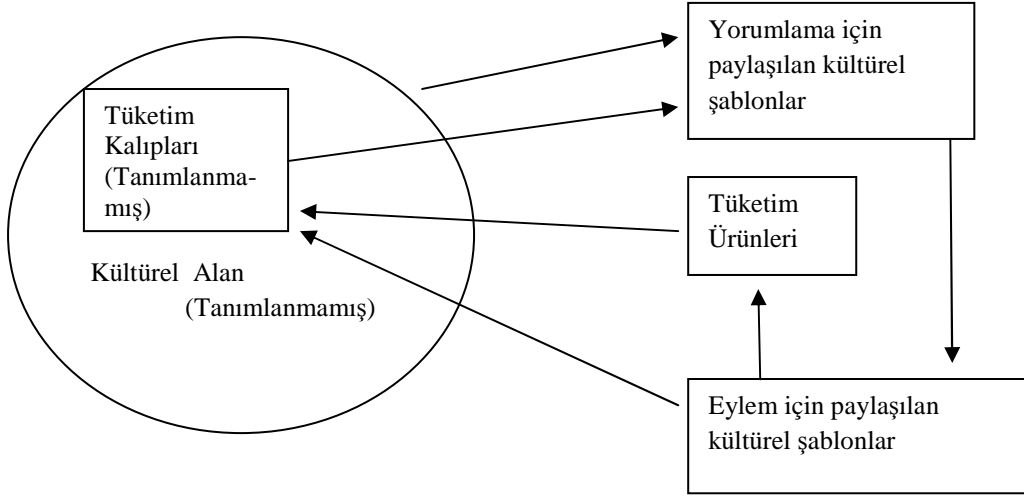 Tüketim
Kalıpları
(Tanımlanma-
mış)
Kültürel Alan
(Tanımlanmamış)
Yorumlama için
paylaşılan kültürel
şablonlar
Tüketim
Ürünleri
Eylem için paylaşılan
kültürel şablonlar